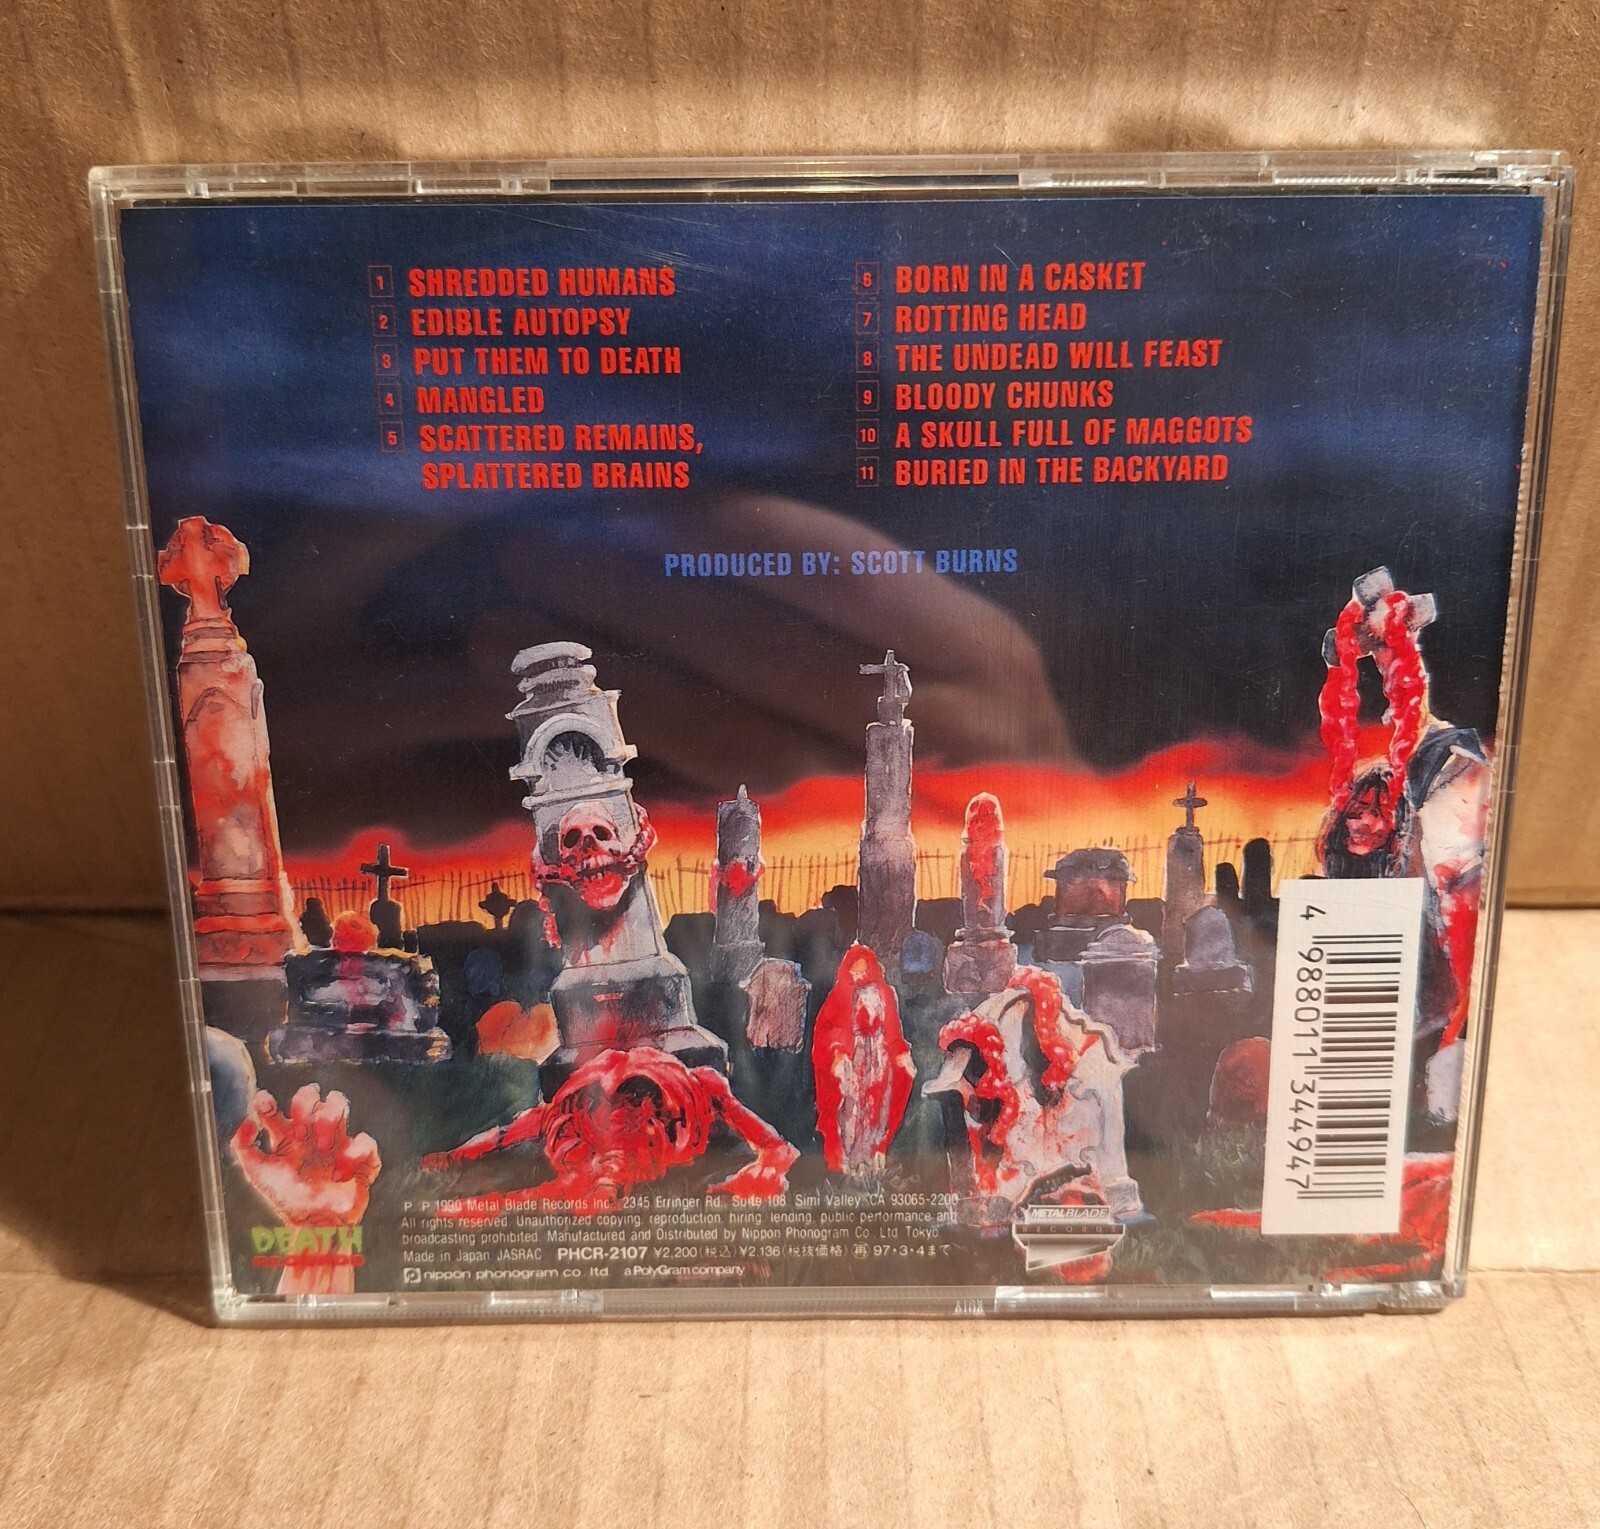 1 SHREDDED HUMANS
2 EDIBLE AUTOPSY
3 PUT THEM TO DEATH
4 MANGLED
5 SCATTERED REMAINS,
SPLATTERED BRAINS
6 BORN IN A CASKET
7 ROTTING HEAD
8 THE UNDEAD WILL FEAST
9 BLOODY CHUNKS
10 A SKULL FULL OF MAGGOTS
11 BURIED IN THE BACKYARD
PRODUCED BY: SCOTT BURNS
4 988011 344947
P P 1990 Metal Blade Records Inc. 2345 Erringer Rd., Suite 108 Simi Valley CA 93065-2200
All rights reserved. Unauthorized copying, reproduction, hiring, lending, public performance and
broadcasting prohibited. Manufactured and Distributed by Nippon Phonogram Co., Ltd. Tokyo.
Made in Japan JASRAC PHCR-2107 ¥2,200(税込) ¥2,136(税抜価格) 再 97・3・4まで
nippon phonogram co. ltd a PolyGram company
DEATH
RECORDS
METALBLADE
RECORDS